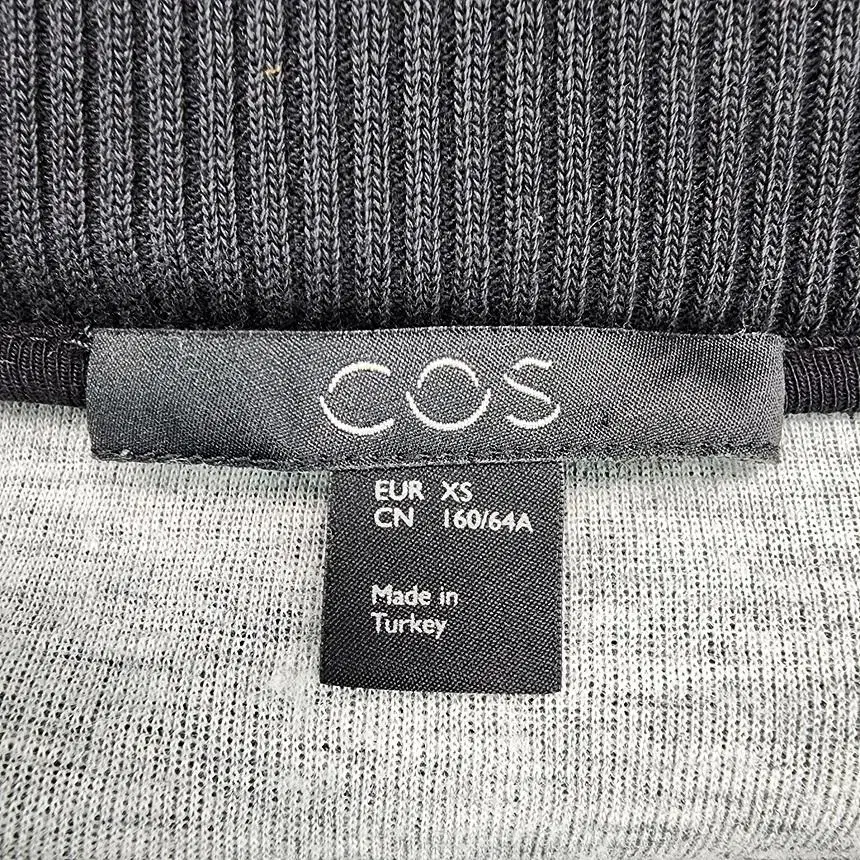 COS
EUR XS
CN 160/64A
Made in
Turkey